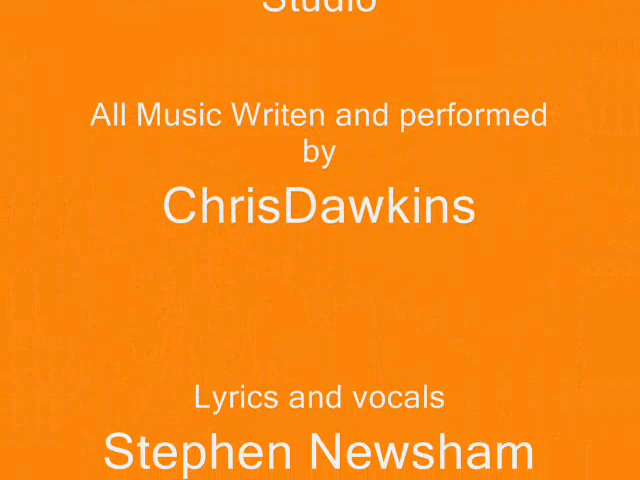 Studio
All Music Writen and performed
by
ChrisDawkins
Lyrics and vocals
Stephen Newsham